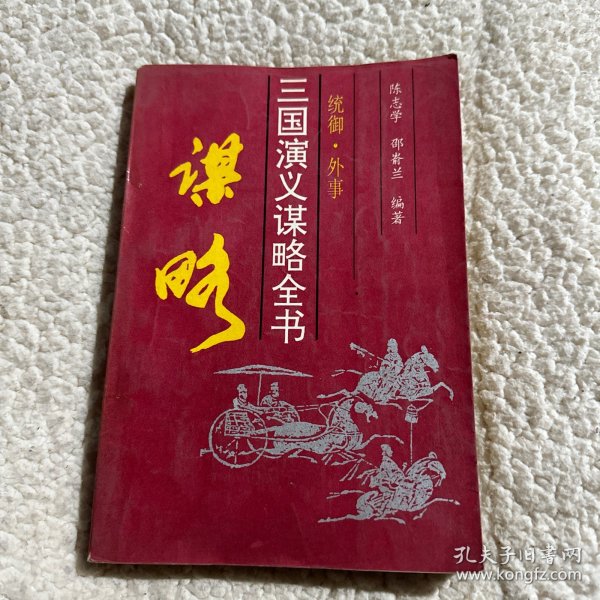 陈志学 邵嵴兰 编著
统御·外事
三国演义谋略全书
谋略
孔夫子旧书网
www.kongfz.com